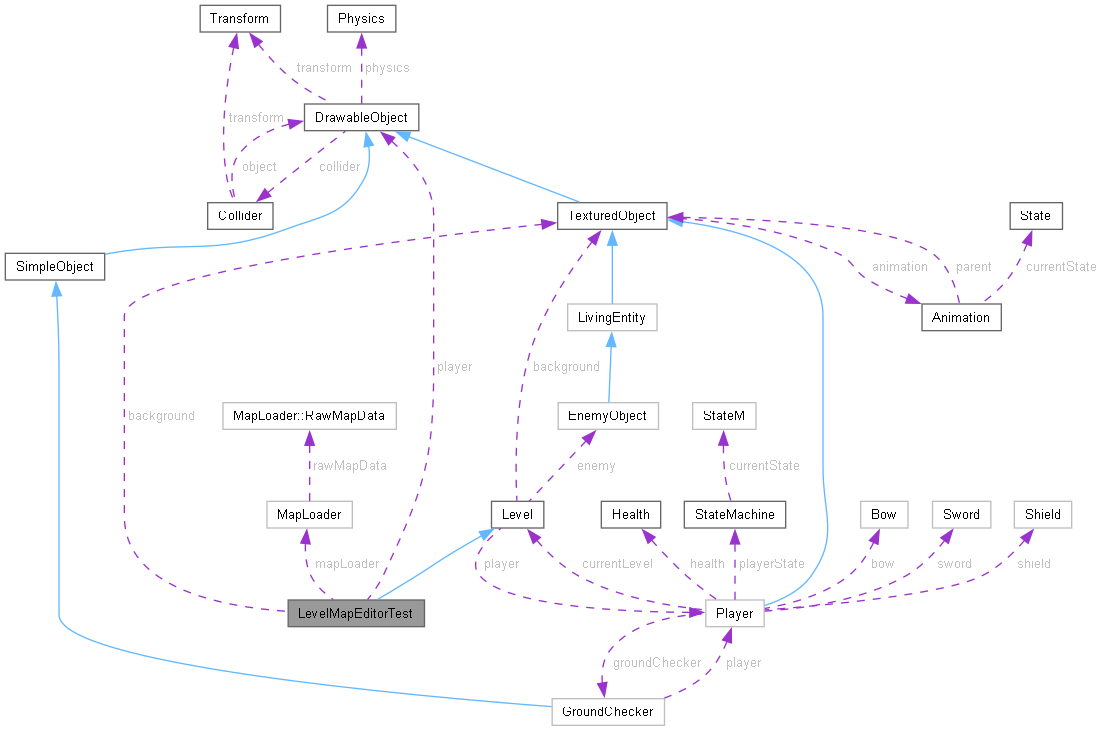 Transform
Physics
transform
physics
DrawableObject
transform
object
collider
Collider
TexturedObject
State
SimpleObject
animation
parent
currentState
LivingEntity
Animation
background
player
background
MapLoader::RawMapData
EnemyObject
StateM
rawMapData
enemy
currentState
MapLoader
Level
Health
StateMachine
Bow
Sword
Shield
mapLoader
player
currentLevel
health
playerState
bow
sword
shield
LevelMapEditorTest
Player
groundChecker
player
GroundChecker